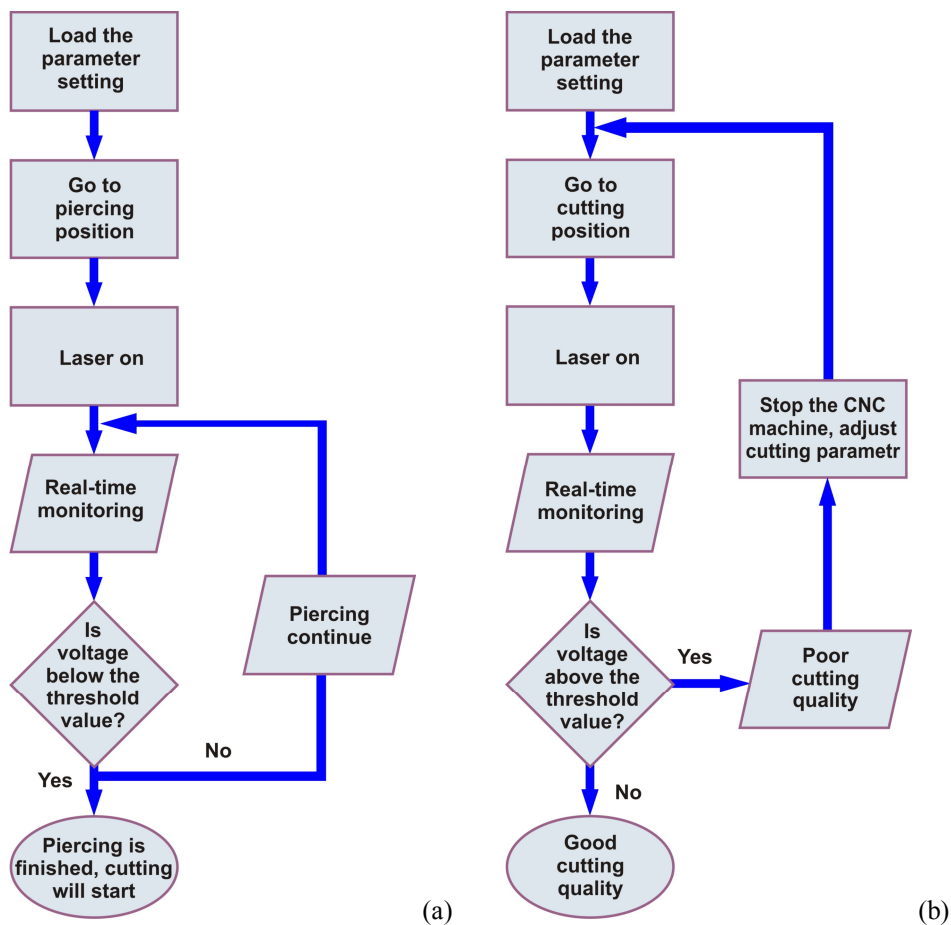 Load the
parameter
setting
Go to
piercing
position
Laser on
Real-time
monitoring
Is
voltage
below the
threshold
value?
Piercing
continue
No
Yes
Piercing is
finished, cutting
will start
(a)
Load the
parameter
setting
Go to
cutting
position
Laser on
Real-time
monitoring
Is
voltage
above the
threshold
value?
Yes
Poor
cutting
quality
Stop the CNC
machine, adjust
cutting parametr
No
Good
cutting
quality
(b)